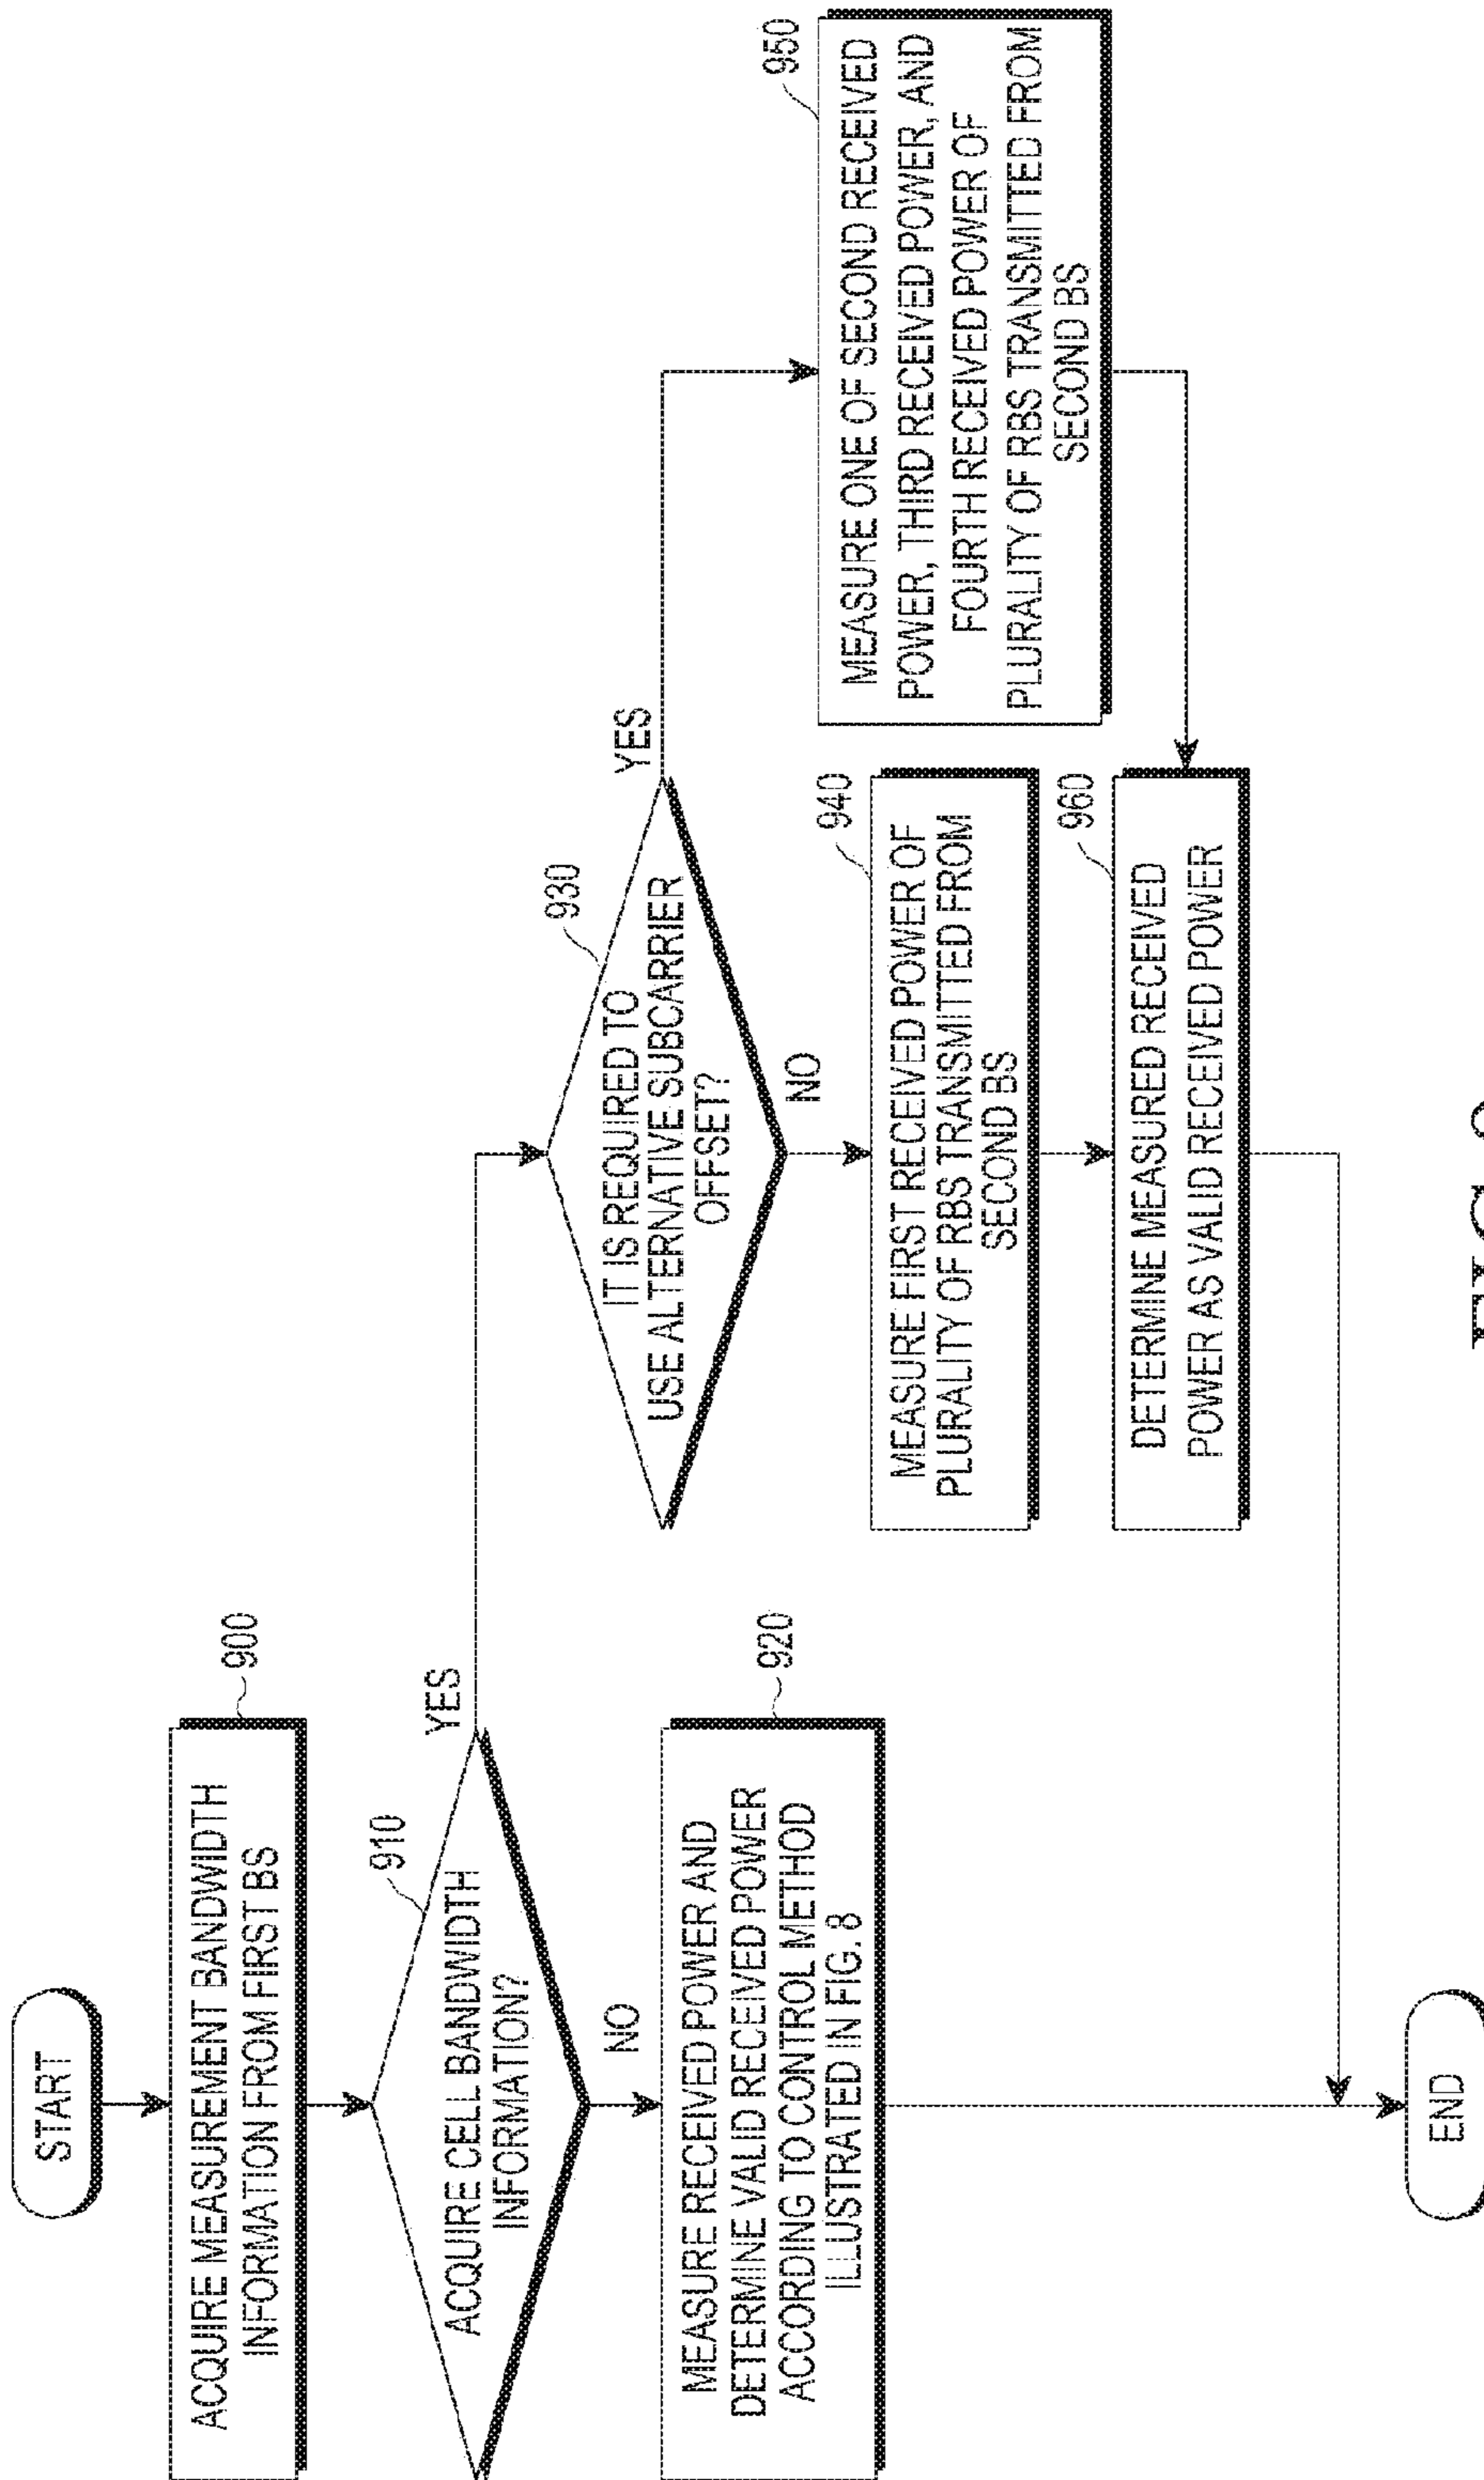 START
ACQUIRE MEASUREMENT BANDWIDTH
INFORMATION FROM FIRST BS
900
ACQUIRE CELL BANDWIDTH
INFORMATION?
910
YES
NO
MEASURE RECEIVED POWER AND
DETERMINE VALID RECEIVED POWER
ACCORDING TO CONTROL METHOD
ILLUSTRATED IN FIG. 8
920
IT IS REQUIRED TO
USE ALTERNATIVE SUBCARRIER
OFFSET?
930
YES
NO
MEASURE FIRST RECEIVED POWER OF
PLURALITY OF RBS TRANSMITTED FROM
SECOND BS
940
MEASURE ONE OF SECOND RECEIVED
POWER, THIRD RECEIVED POWER, AND
FOURTH RECEIVED POWER OF
PLURALITY OF RBS TRANSMITTED FROM
SECOND BS
950
DETERMINE MEASURED RECEIVED
POWER AS VALID RECEIVED POWER
960
END